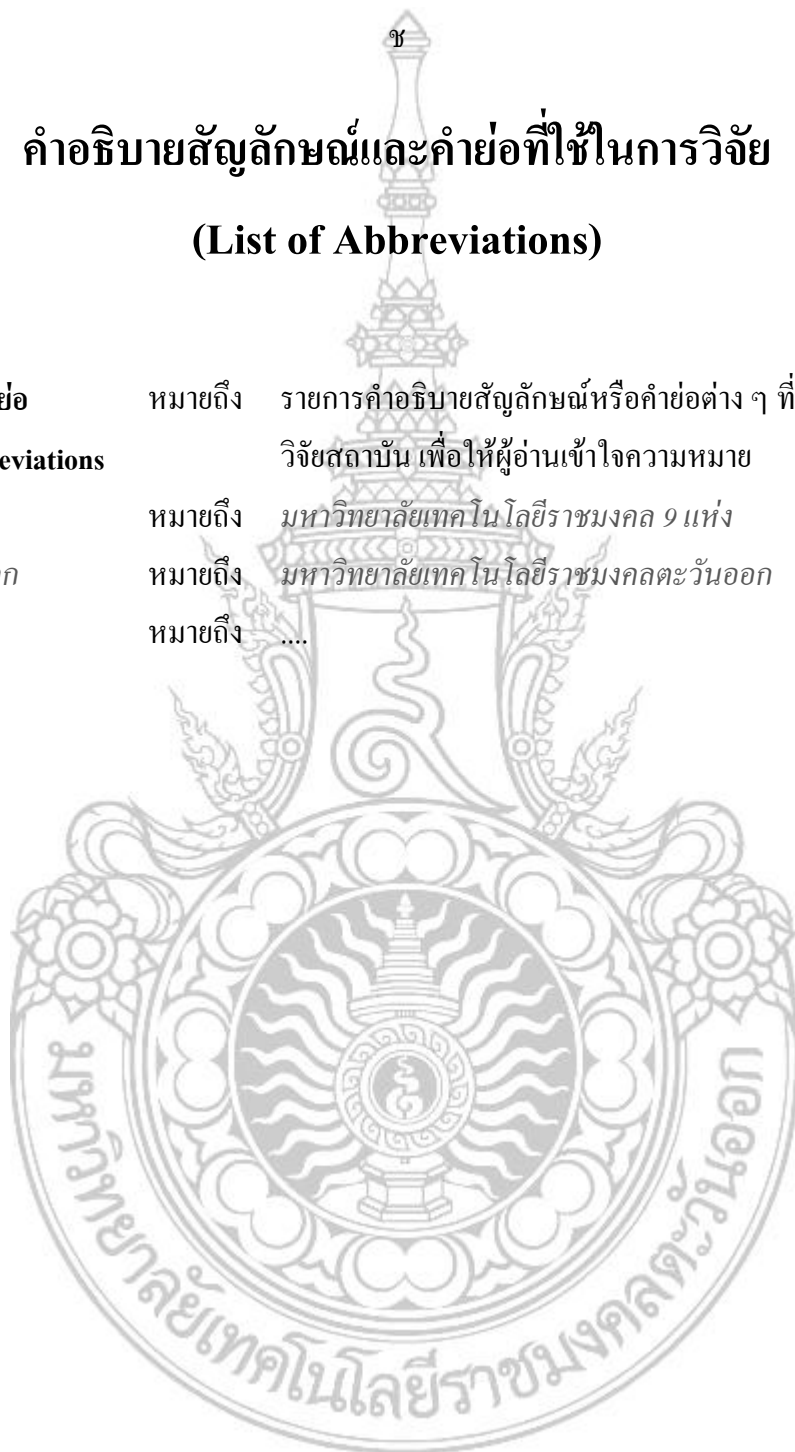 ช
คำอธิบายสัญลักษณ์และคำย่อที่ใช้ในการวิจัย
(List of Abbreviations)
ย่อ หมายถึง รายการคำอธิบายสัญลักษณ์หรือคำย่อต่าง ๆ ที่
eviations วิจัยสถาบัน เพื่อให้ผู้อ่านเข้าใจความหมาย
หมายถึง มหาวิทยาลัยเทคโนโลยีราชมงคล 9 แห่ง
อก หมายถึง มหาวิทยาลัยเทคโนโลยีราชมงคลตะวันออก
หมายถึง ....
มหาวิทยาลัยเทคโนโลยีราชมงคลตะวันออก